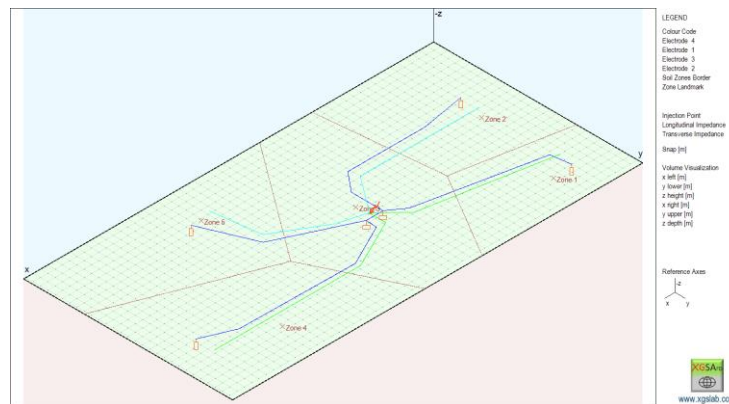 -z
LEGEND
Colour Code
Electrode 4
Electrode 1
Electrode 3
Electrode 2
Soil Zones Border
Zone Landmark
Injection Point
Longitudinal Impedance
Transverse Impedance
Snap [m]
Volume Visualization
x left [m]
y lower [m]
z height [m]
x right [m]
y upper [m]
z depth [m]
Reference Axes
-z
x y
Zone 2
y
Zone 1
Zone 5
x
Zone 4
www.xgslab.co